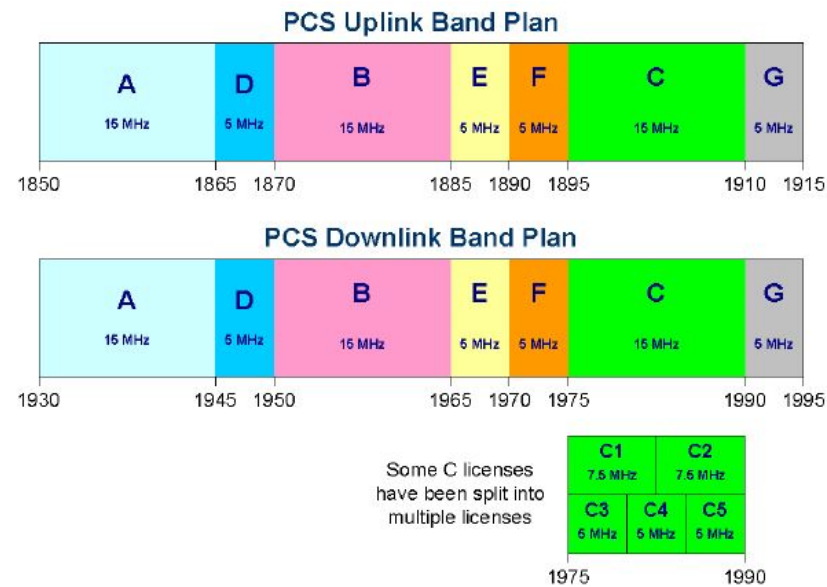 PCS Uplink Band Plan
A D B E F C G
15 MHz 5 MHz 15 MHz 5 MHz 5 MHz 15 MHz 5 MHz
1850 1865 1870 1885 1890 1895 1910 1915
PCS Downlink Band Plan
A D B E F C G
15 MHz 5 MHz 15 MHz 5 MHz 5 MHz 15 MHz 5 MHz
1930 1945 1950 1965 1970 1975 1990 1995
Some C licenses
have been split into
multiple licenses
C1 C2
7.5 MHz 7.5 MHz
C3 C4 C5
5 MHz 5 MHz 5 MHz
1975 1990